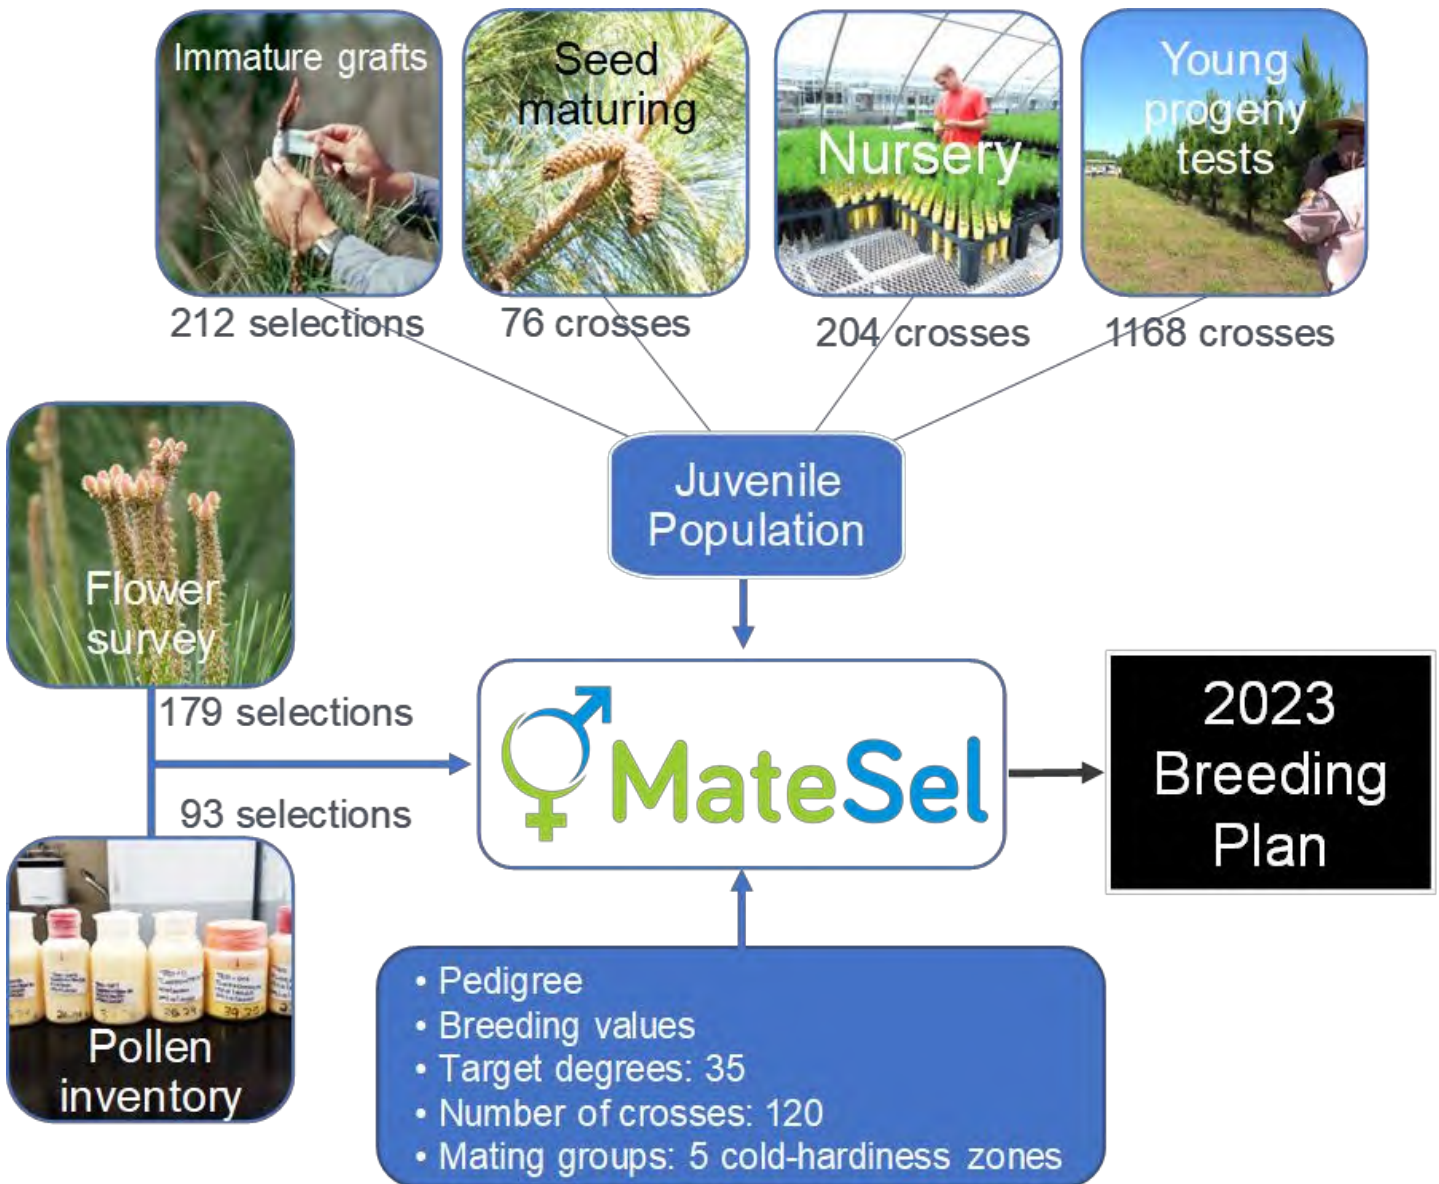 Immature grafts
Seed
maturing
Nursery
Young
progeny
tests
212 selections
76 crosses
204 crosses
1168 crosses
Juvenile
Population
Flower
survey
179 selections
93 selections
MateSel
2023
Breeding
Plan
Pollen
inventory
• Pedigree
• Breeding values
• Target degrees: 35
• Number of crosses: 120
• Mating groups: 5 cold-hardiness zones